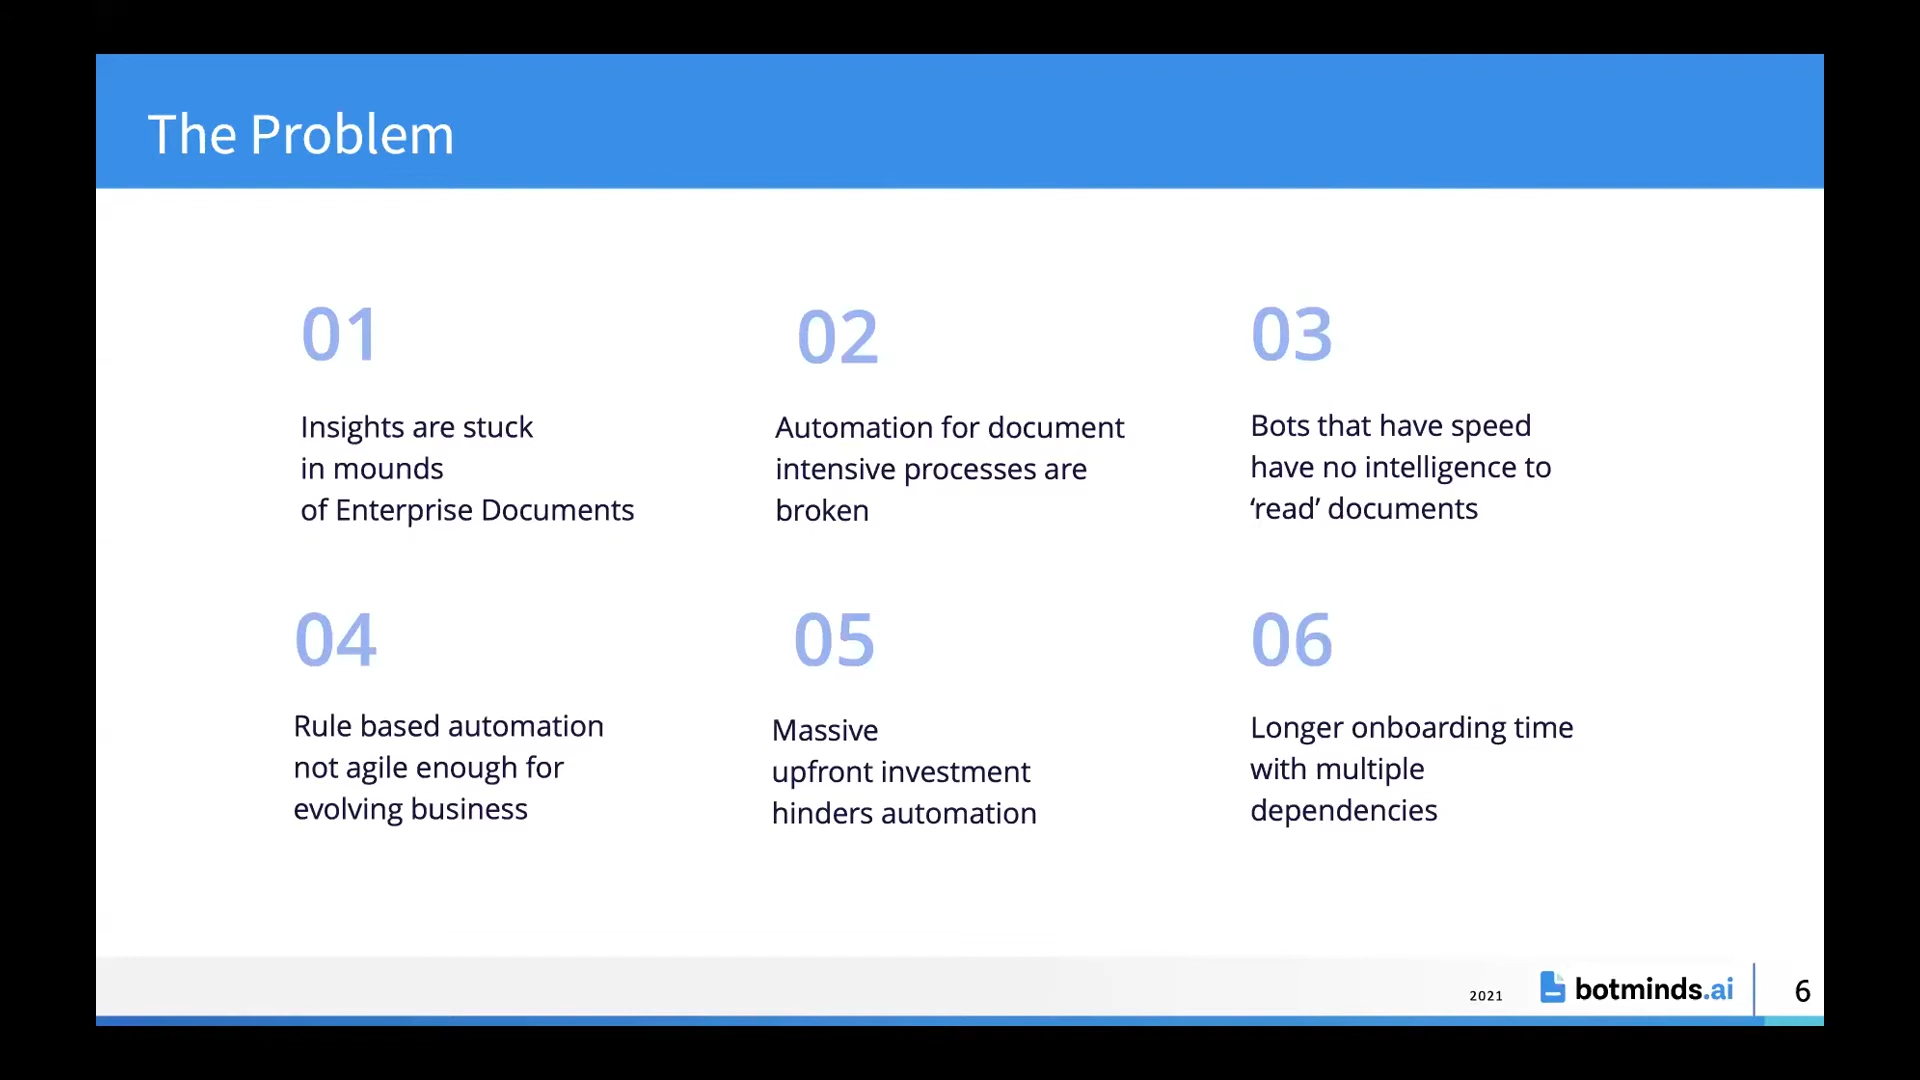 The Problem
01
Insights are stuck
in mounds
of Enterprise Documents
02
Automation for document
intensive processes are
broken
03
Bots that have speed
have no intelligence to
‘read’ documents
04
Rule based automation
not agile enough for
evolving business
05
Massive
upfront investment
hinders automation
06
Longer onboarding time
with multiple
dependencies
2021
botminds.ai
6